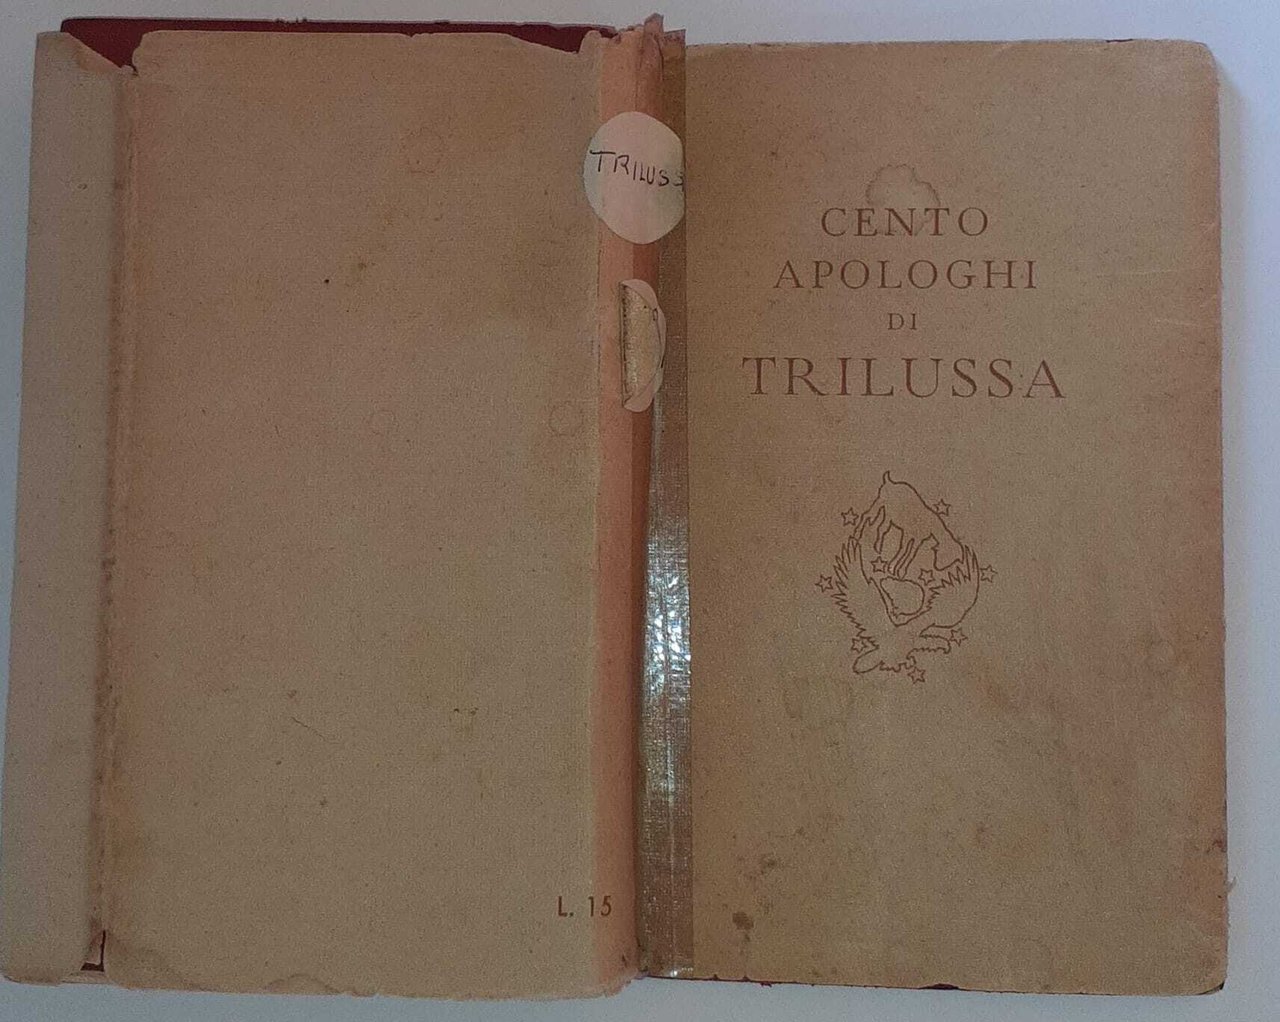 TRILUSS
CENTO
APOLOGHI
DI
TRILUSSA
L. 15